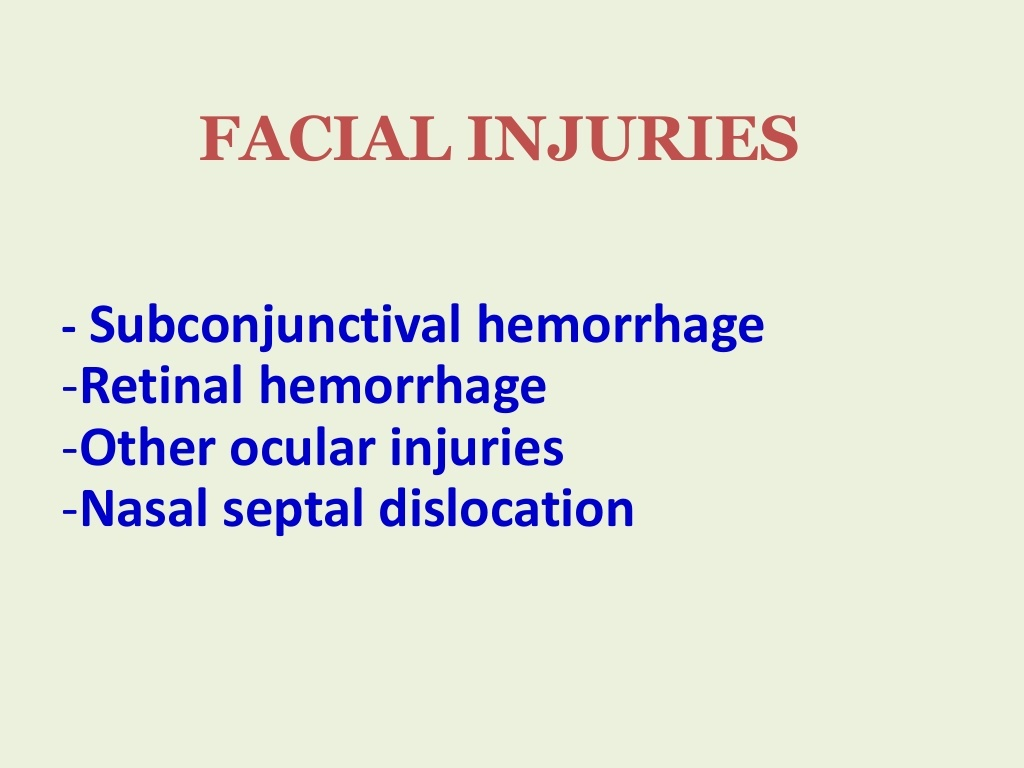 FACIAL INJURIES
- Subconjunctival hemorrhage
-Retinal hemorrhage
-Other ocular injuries
-Nasal septal dislocation